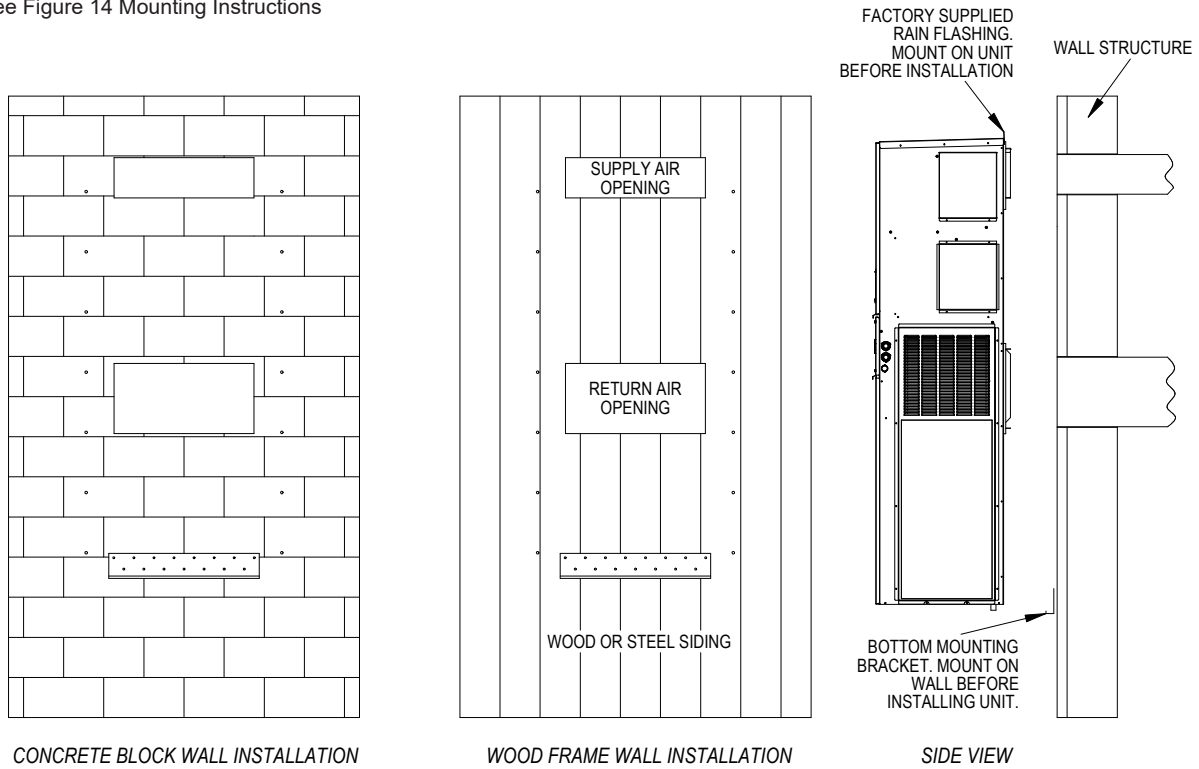 See Figure 14 Mounting Instructions
FACTORY SUPPLIED
RAIN FLASHING.
MOUNT ON UNIT
BEFORE INSTALLATION
WALL STRUCTURE
SUPPLY AIR
OPENING
RETURN AIR
OPENING
WOOD OR STEEL SIDING
BOTTOM MOUNTING
BRACKET. MOUNT ON
WALL BEFORE
INSTALLING UNIT.
CONCRETE BLOCK WALL INSTALLATION
WOOD FRAME WALL INSTALLATION
SIDE VIEW